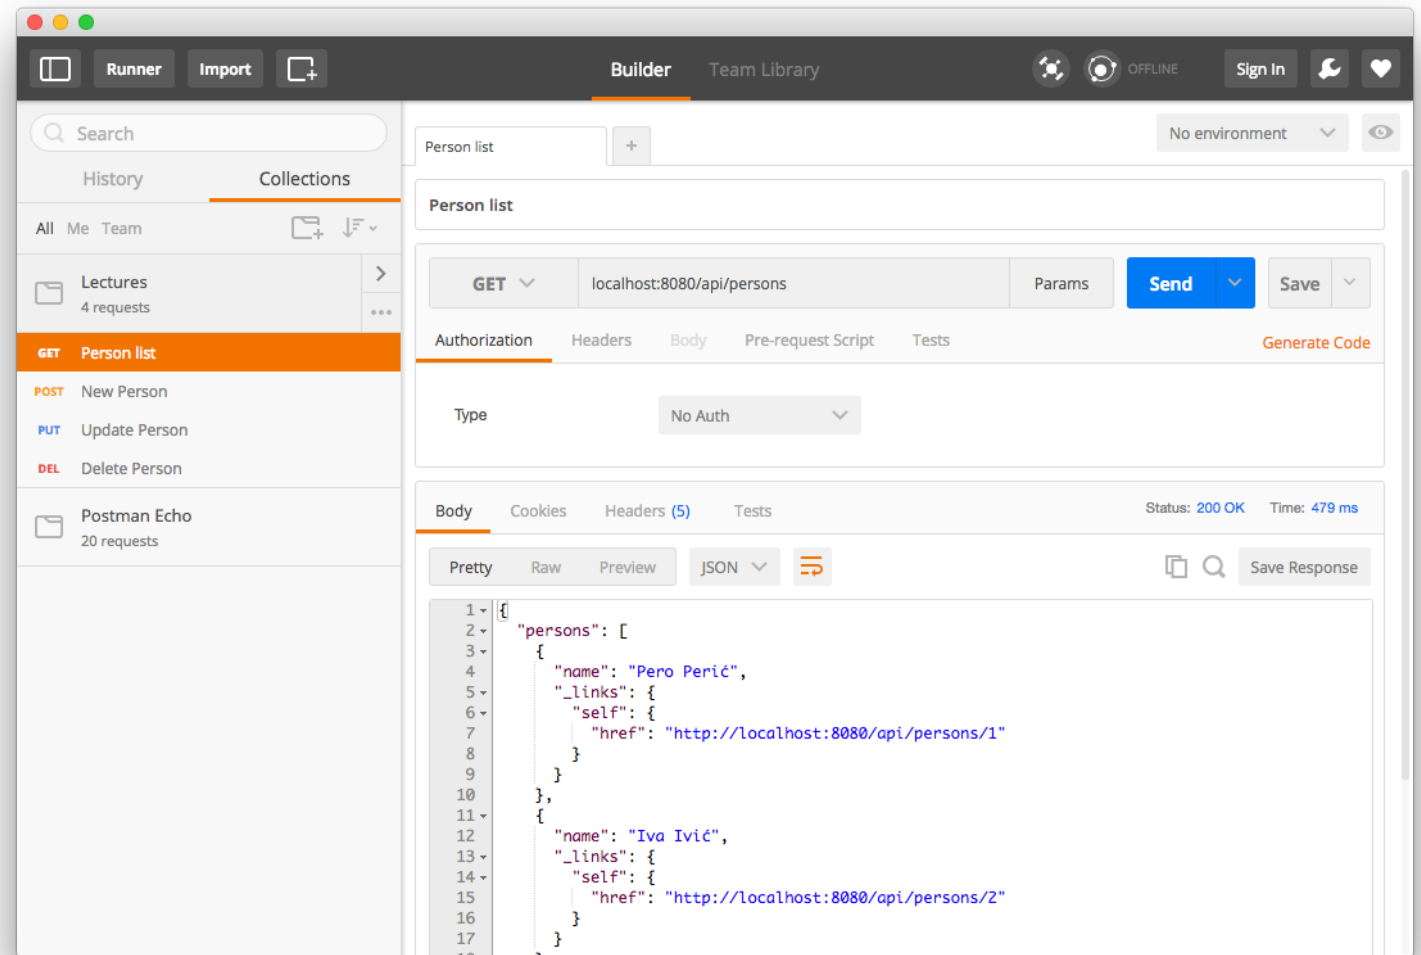 Runner Import Builder Team Library OFFLINE Sign In
Search
History Collections
All Me Team
Lectures
4 requests
GET Person list
POST New Person
PUT Update Person
DEL Delete Person
Postman Echo
20 requests
Person list + No environment
Person list
GET localhost:8080/api/persons Params Send Save
Authorization Headers Body Pre-request Script Tests Generate Code
Type No Auth
Body Cookies Headers (5) Tests Status: 200 OK Time: 479 ms
Pretty Raw Preview JSON Save Response
1 {
2 "persons": [
3 {
4 "name": "Pero Perić",
5 "_links": {
6 "self": {
7 "href": "http://localhost:8080/api/persons/1"
8 }
9 }
10 },
11 {
12 "name": "Iva Ivić",
13 "_links": {
14 "self": {
15 "href": "http://localhost:8080/api/persons/2"
16 }
17 }